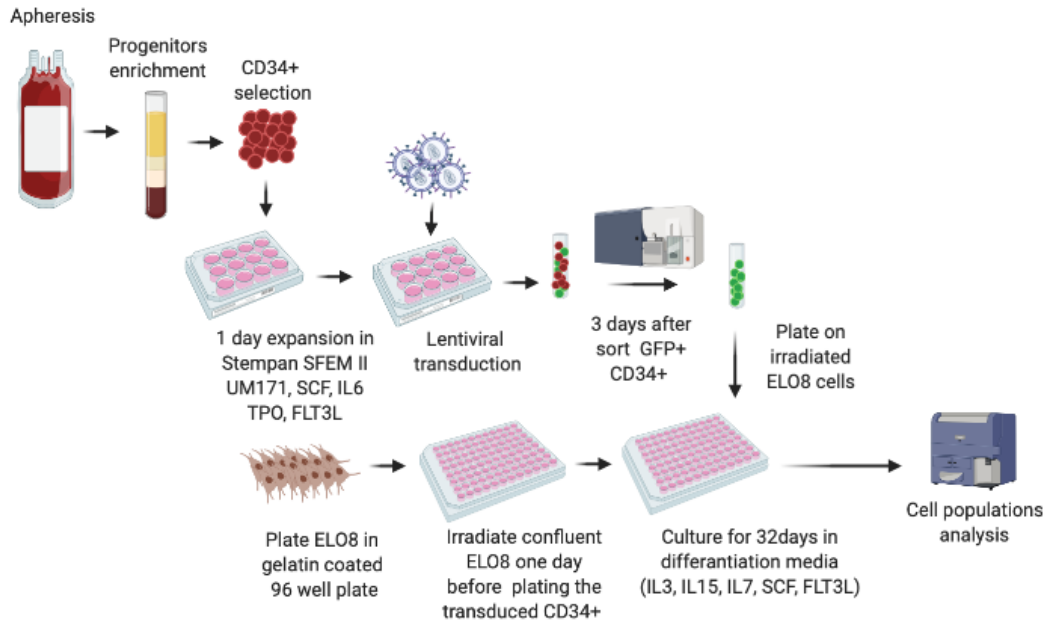 Apheresis
Progenitors
enrichment
CD34+
selection
1 day expansion in
Stempan SFEM II
UM171, SCF, IL6
TPO, FLT3L
Lentiviral
transduction
3 days after
sort GFP+
CD34+
Plate on
irradiated
ELO8 cells
Plate ELO8 in
gelatin coated
96 well plate
Irradiate confluent
ELO8 one day
before plating the
transduced CD34+
Culture for 32days in
differantiation media
(IL3, IL15, IL7, SCF, FLT3L)
Cell populations
analysis